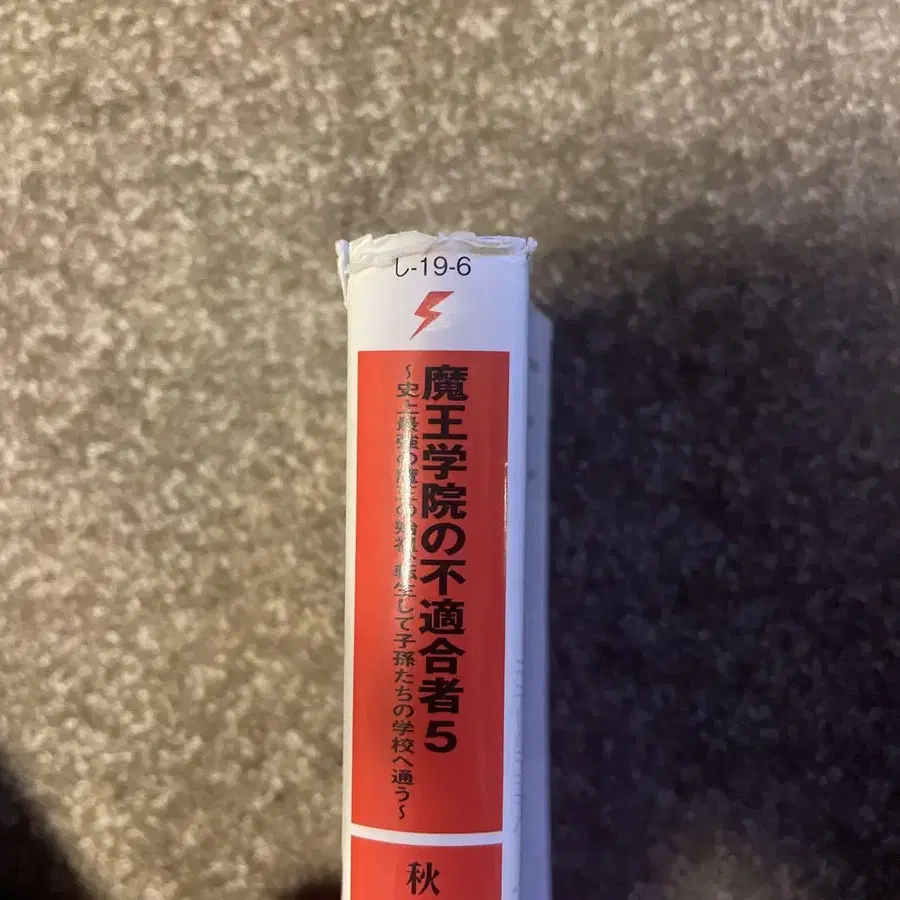 し-19-6
魔王学院の不適合者5
~史上最強の魔王の始祖、転生して子孫たちの学校へ通う~
秋